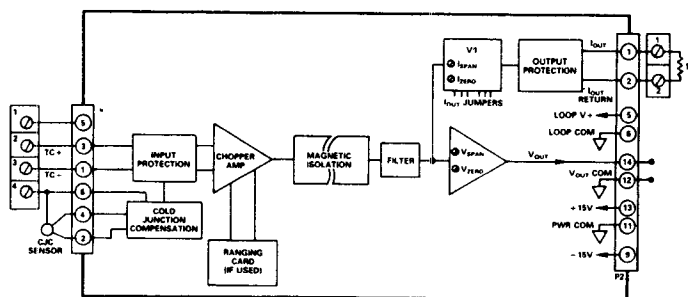 1
2
TC +
3
TC −
4
CJC
SENSOR
5
3
1
6
4
2
INPUT
PROTECTION
COLD
JUNCTION
COMPENSATION
CHOPPER
AMP
RANGING
CARD
(IF USED)
MAGNETIC
ISOLATION
FILTER
V1
ISPAN
IZERO
IOUT JUMPERS
OUTPUT
PROTECTION
VSPAN
VZERO
IOUT
IOUT
RETURN
LOOP V+
LOOP COM
VOUT
VOUT COM
+ 15V
PWR COM
− 15V
1
2
5
6
14
12
13
11
9
P2
1
2